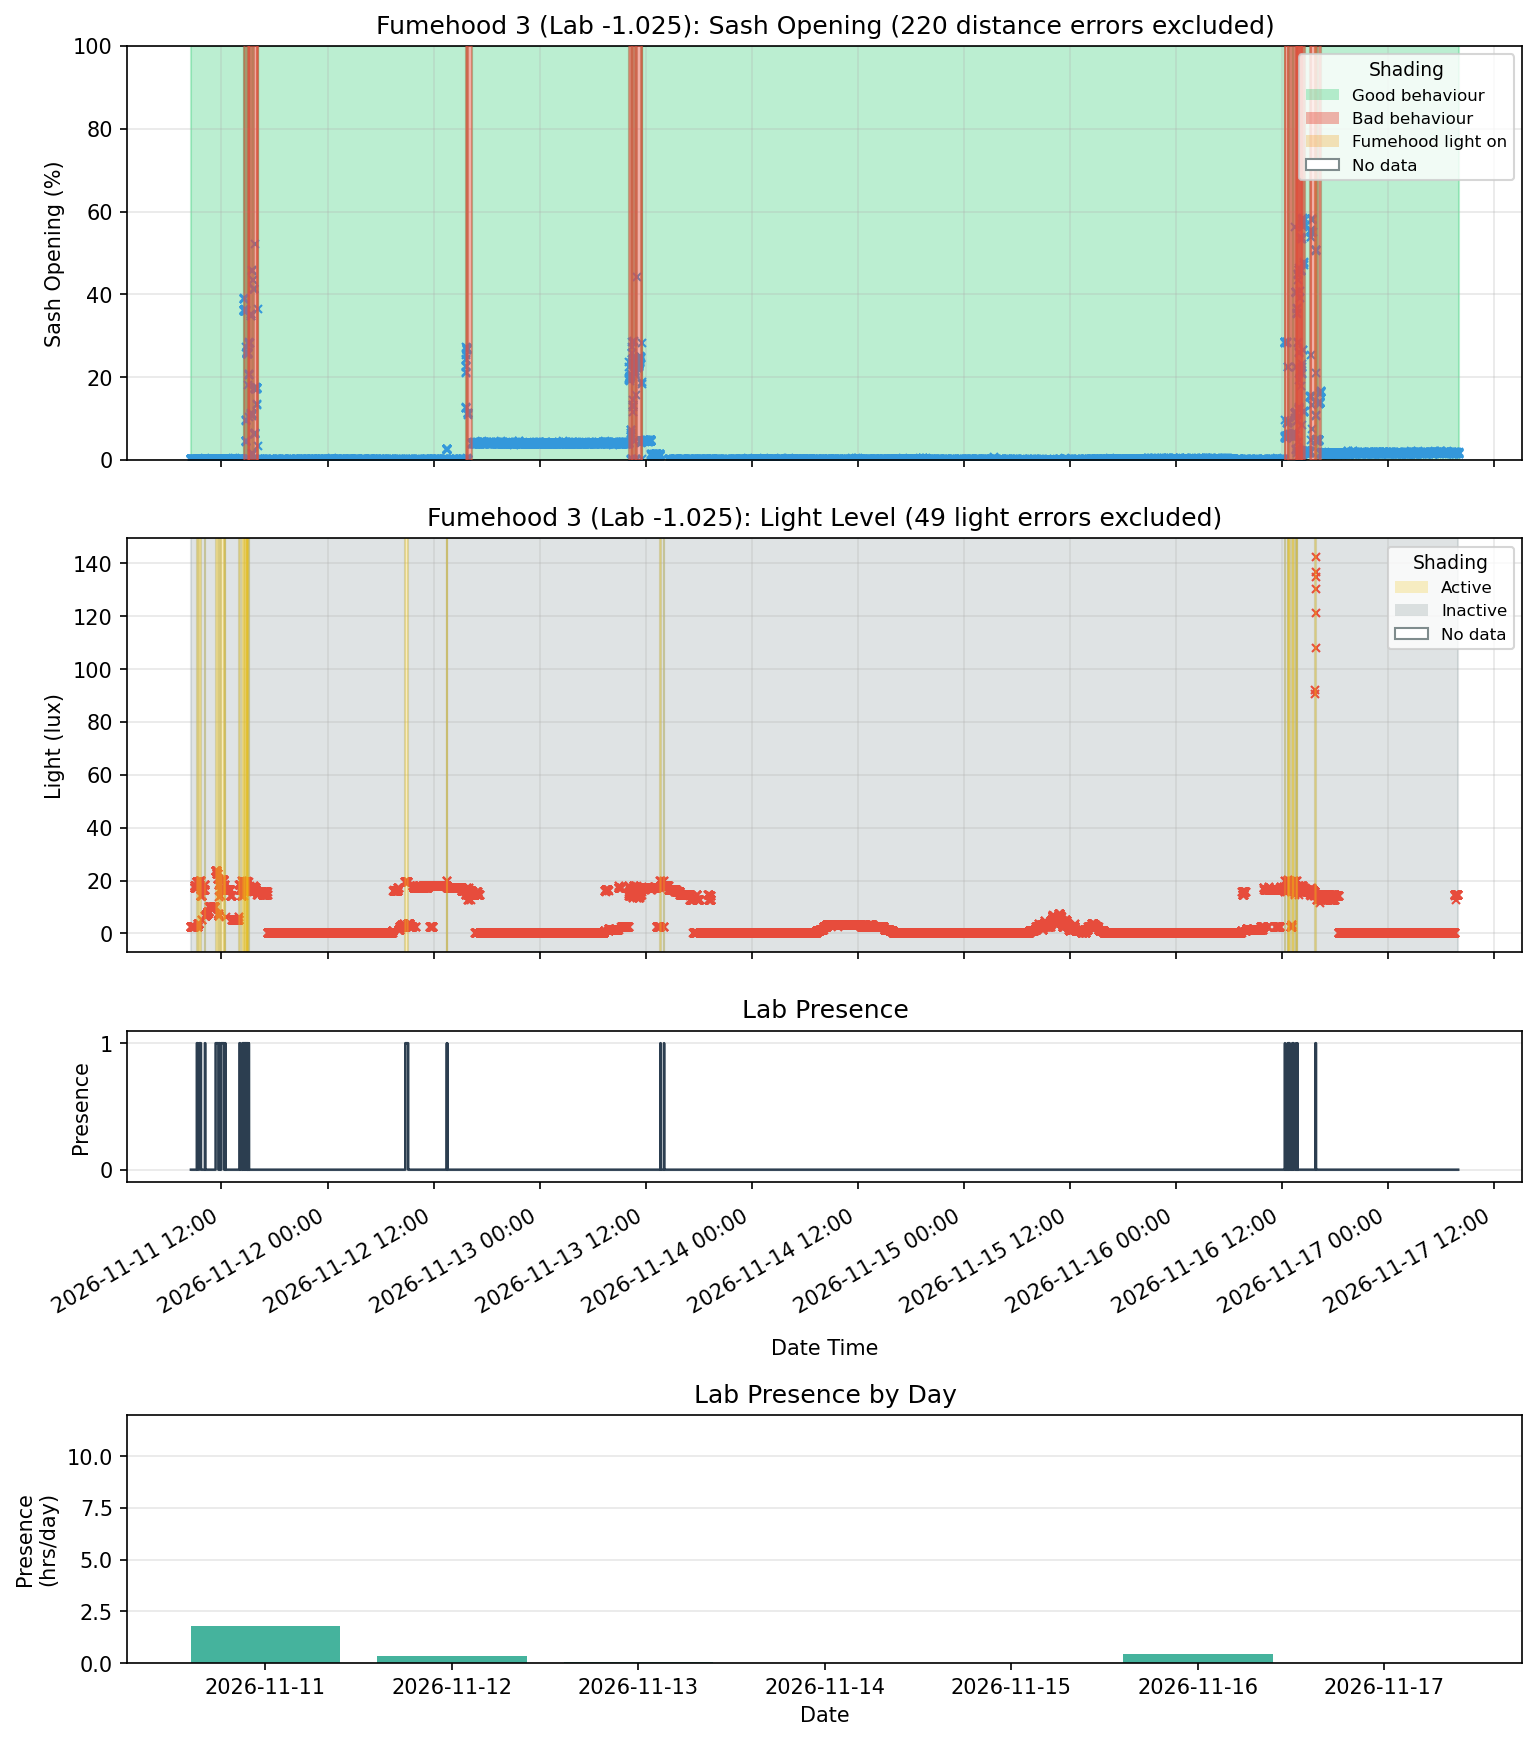 Fumehood 3 (Lab -1.025): Sash Opening (220 distance errors excluded)
Sash Opening (%)
100
80
60
40
20
0
Shading
Good behaviour
Bad behaviour
Fumehood light on
No data
Fumehood 3 (Lab -1.025): Light Level (49 light errors excluded)
Light (lux)
140
120
100
80
60
40
20
0
Shading
Active
Inactive
No data
Lab Presence
Presence
1
0
2026-11-11 12:00
2026-11-12 00:00
2026-11-12 12:00
2026-11-13 00:00
2026-11-13 12:00
2026-11-14 00:00
2026-11-14 12:00
2026-11-15 00:00
2026-11-15 12:00
2026-11-16 00:00
2026-11-16 12:00
2026-11-17 00:00
2026-11-17 12:00
Date Time
Lab Presence by Day
Presence
(hrs/day)
10.0
7.5
5.0
2.5
0.0
2026-11-11
2026-11-12
2026-11-13
2026-11-14
2026-11-15
2026-11-16
2026-11-17
Date